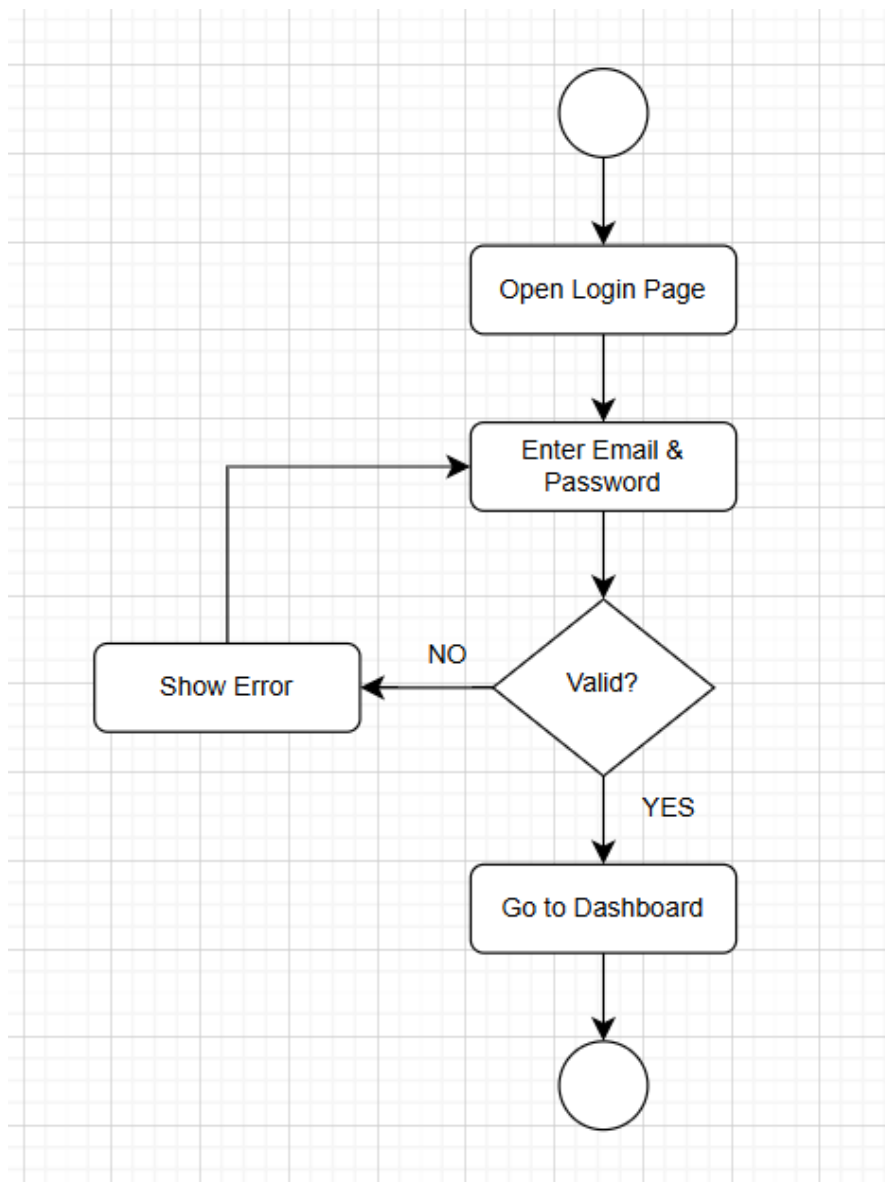 Open Login Page
Enter Email &
Password
NO
Valid?
Show Error
YES
Go to Dashboard